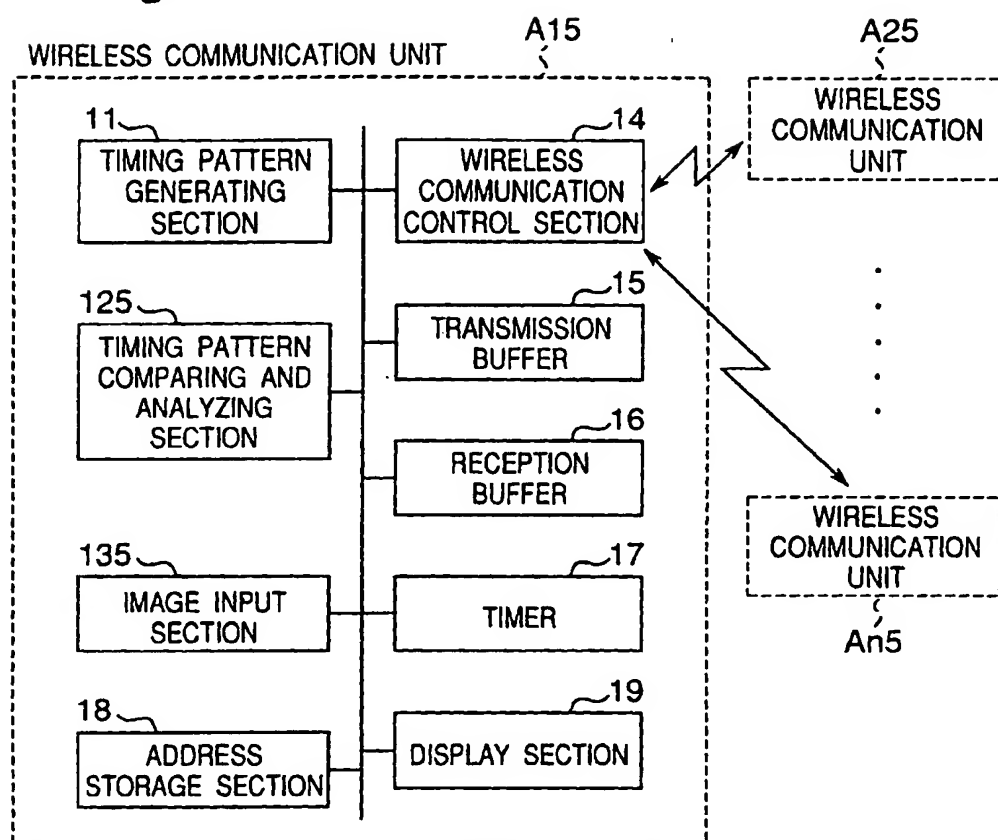 A15
A25
WIRELESS COMMUNICATION UNIT
11
TIMING PATTERN
GENERATING
SECTION
14
WIRELESS
COMMUNICATION
CONTROL SECTION
WIRELESS
COMMUNICATION
UNIT
125
TIMING PATTERN
COMPARING AND
ANALYZING
SECTION
15
TRANSMISSION
BUFFER
16
RECEPTION
BUFFER
WIRELESS
COMMUNICATION
UNIT
An5
135
IMAGE INPUT
SECTION
17
TIMER
18
ADDRESS
STORAGE SECTION
19
DISPLAY SECTION